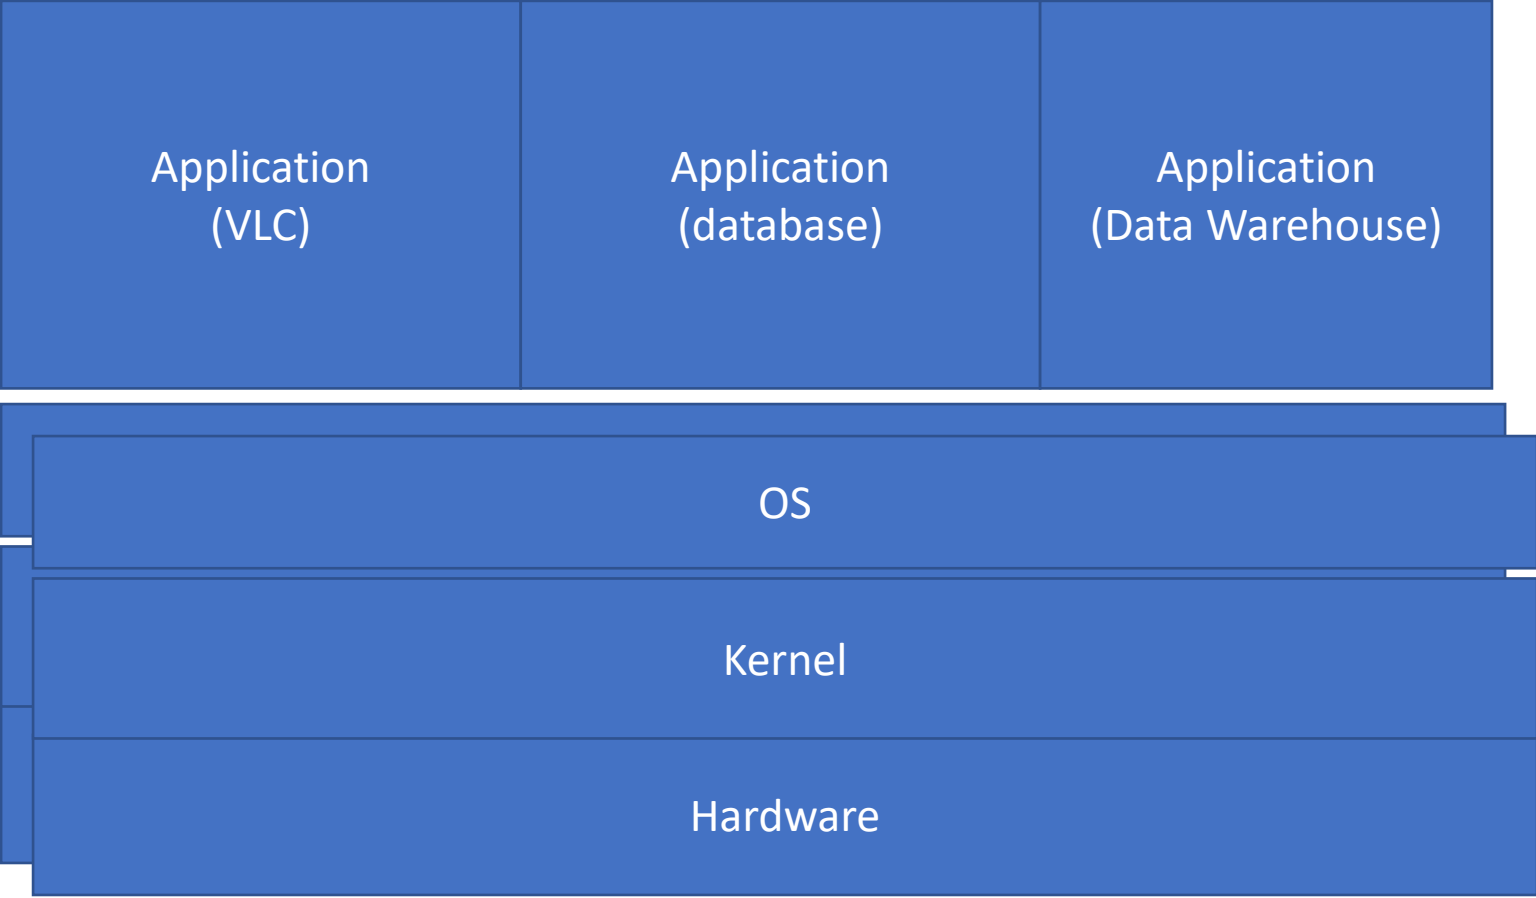 Application
(VLC)
Application
(database)
Application
(Data Warehouse)
OS
Kernel
Hardware